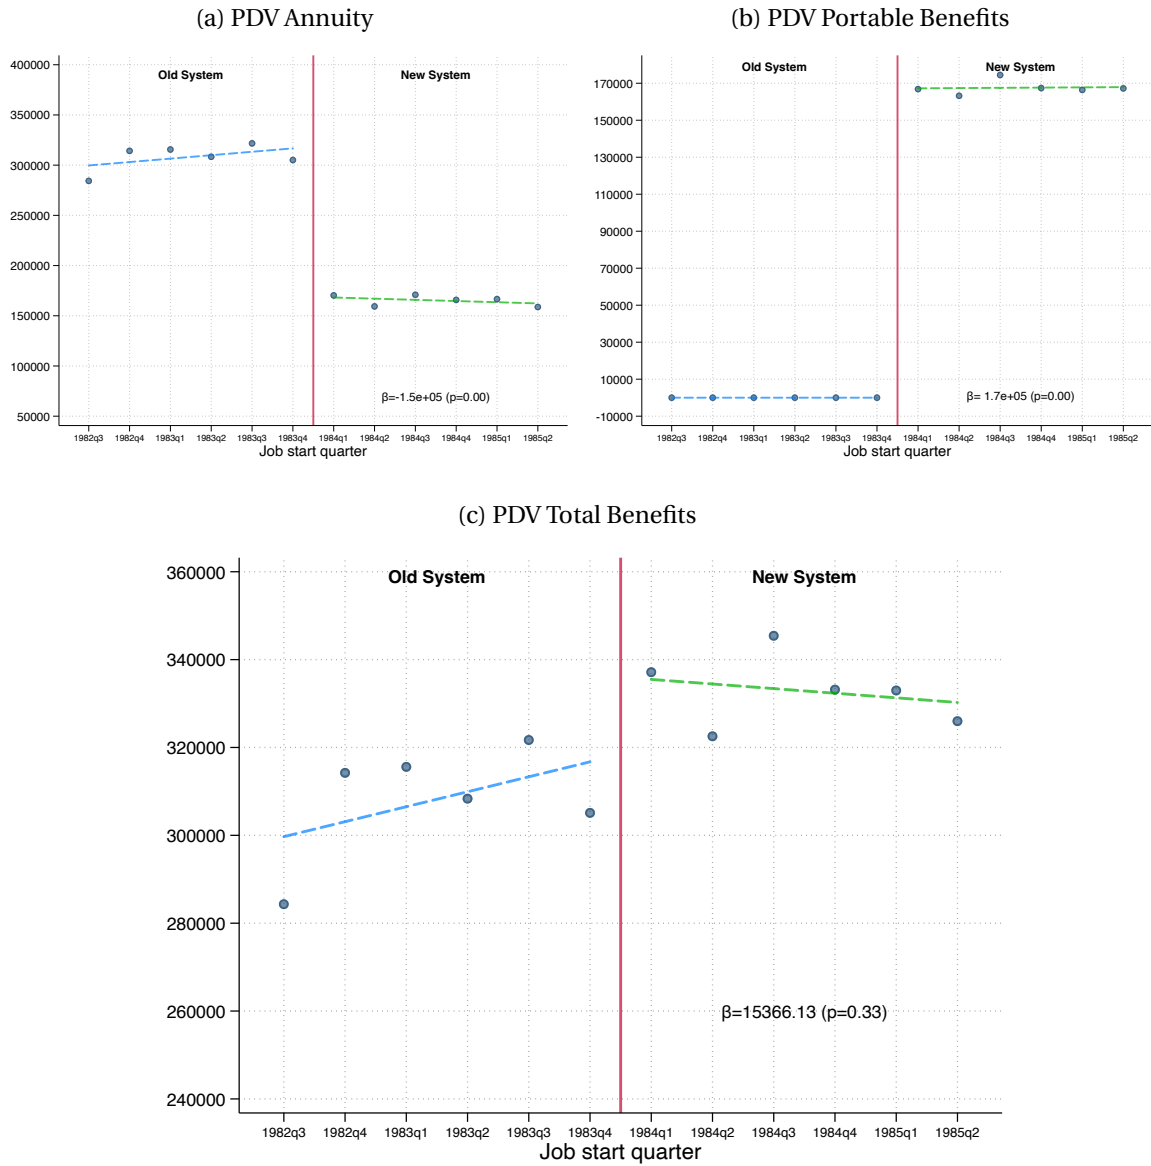 (a) PDV Annuity
400000
350000
300000
250000
200000
150000
100000
50000
Old System
New System
β=-1.5e+05 (p=0.00)
1982q3 1982q4 1983q1 1983q2 1983q3 1983q4 1984q1 1984q2 1984q3 1984q4 1985q1 1985q2
Job start quarter
(b) PDV Portable Benefits
170000
150000
130000
110000
90000
70000
50000
30000
10000
-10000
Old System
New System
β= 1.7e+05 (p=0.00)
1982q3 1982q4 1983q1 1983q2 1983q3 1983q4 1984q1 1984q2 1984q3 1984q4 1985q1 1985q2
Job start quarter
(c) PDV Total Benefits
360000
340000
320000
300000
280000
260000
240000
Old System
New System
β=15366.13 (p=0.33)
1982q3 1982q4 1983q1 1983q2 1983q3 1983q4 1984q1 1984q2 1984q3 1984q4 1985q1 1985q2
Job start quarter